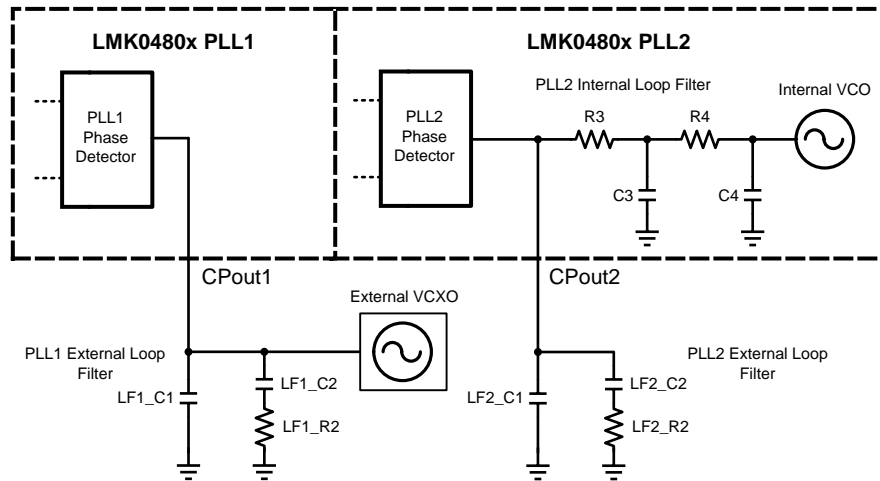 LMK0480x PLL1
LMK0480x PLL2
PLL1
Phase
Detector
PLL2
Phase
Detector
PLL2 Internal Loop Filter
Internal VCO
R3
R4
C3
C4
CPout1
CPout2
External VCXO
PLL1 External Loop
Filter
LF1_C1
LF1_C2
LF1_R2
LF2_C1
LF2_C2
LF2_R2
PLL2 External Loop
Filter